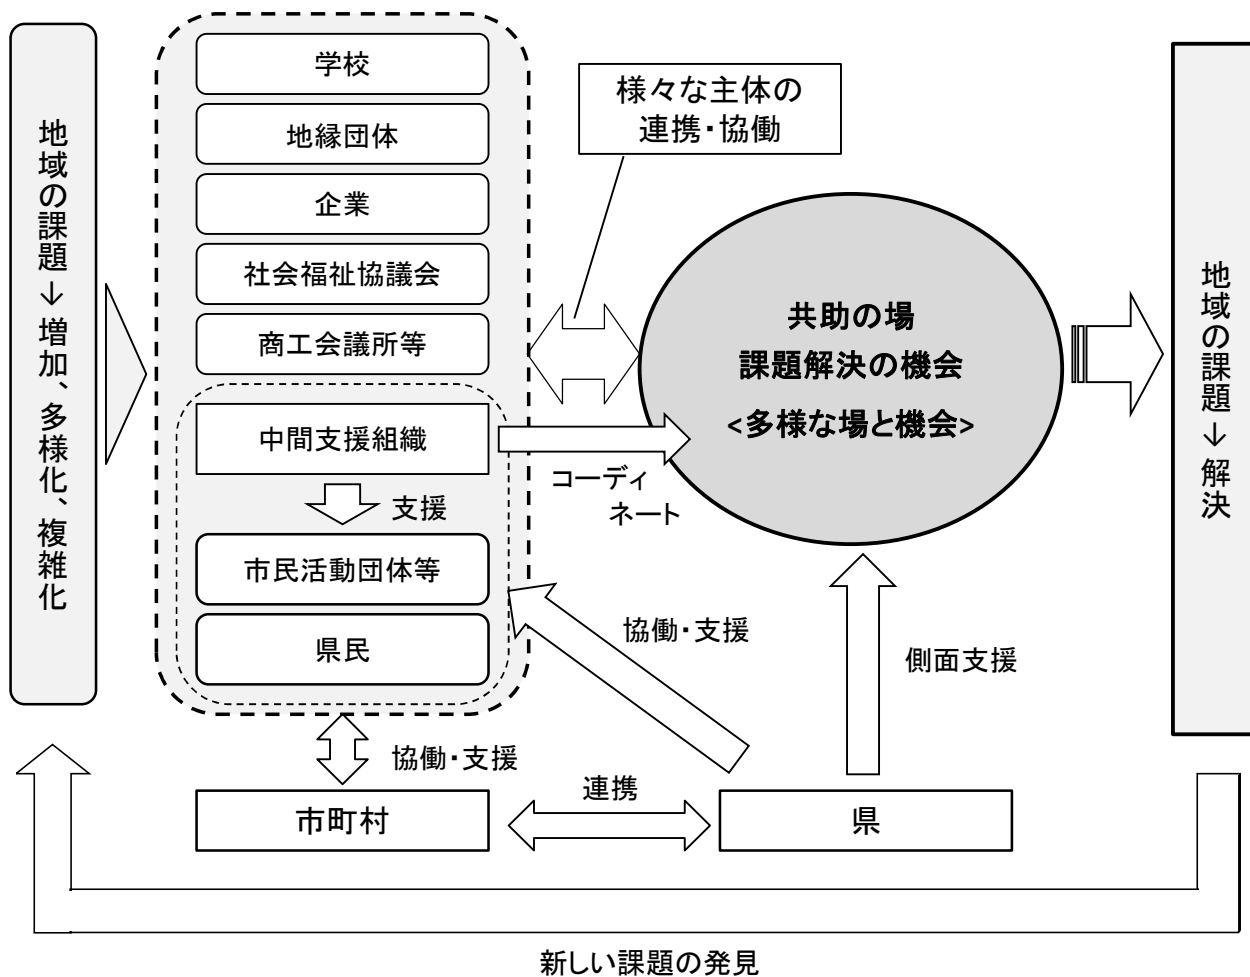 地域の課題→増加、多様化、複雑化
学校
地縁団体
企業
社会福祉協議会
商工会議所等
中間支援組織
支援
市民活動団体等
県民
様々な主体の
連携・協働
共助の場
課題解決の機会
<多様な場と機会>
コーディ
ネート
地域の課題→解決
協働・支援
側面支援
協働・支援
市町村
連携
県
新しい課題の発見